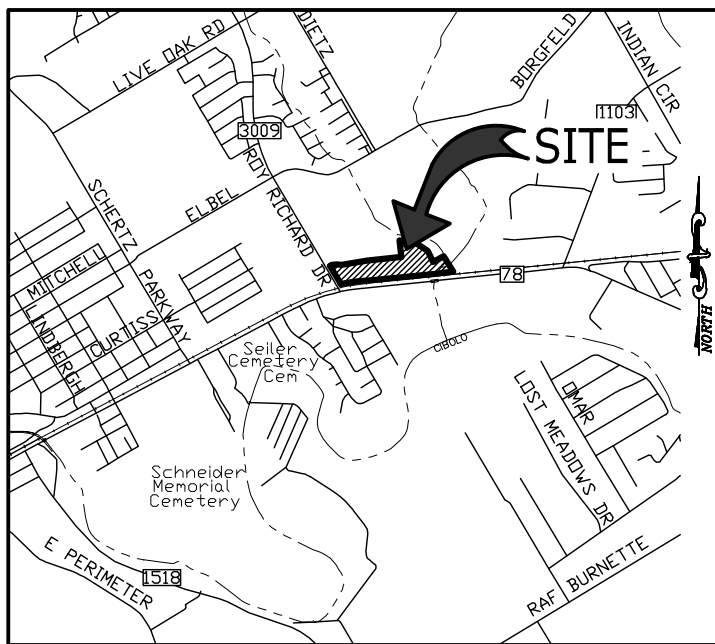 LIVE OAK RD
DIETZ
BORGFELD
INDIAN CIR
1103
3009
SITE
ROY RICHARD DR
SCHERTZ
PARKWAY
ELBEL
MITCHELL
LINDBERGH
CURTISS
78
NORTH
CIBOLO
Seiler
Cemetery
Cem
OMAR
LOST MEADOWS DR
Schneider
Memorial
Cemetery
E PERIMETER
1518
RAF BURNETTE